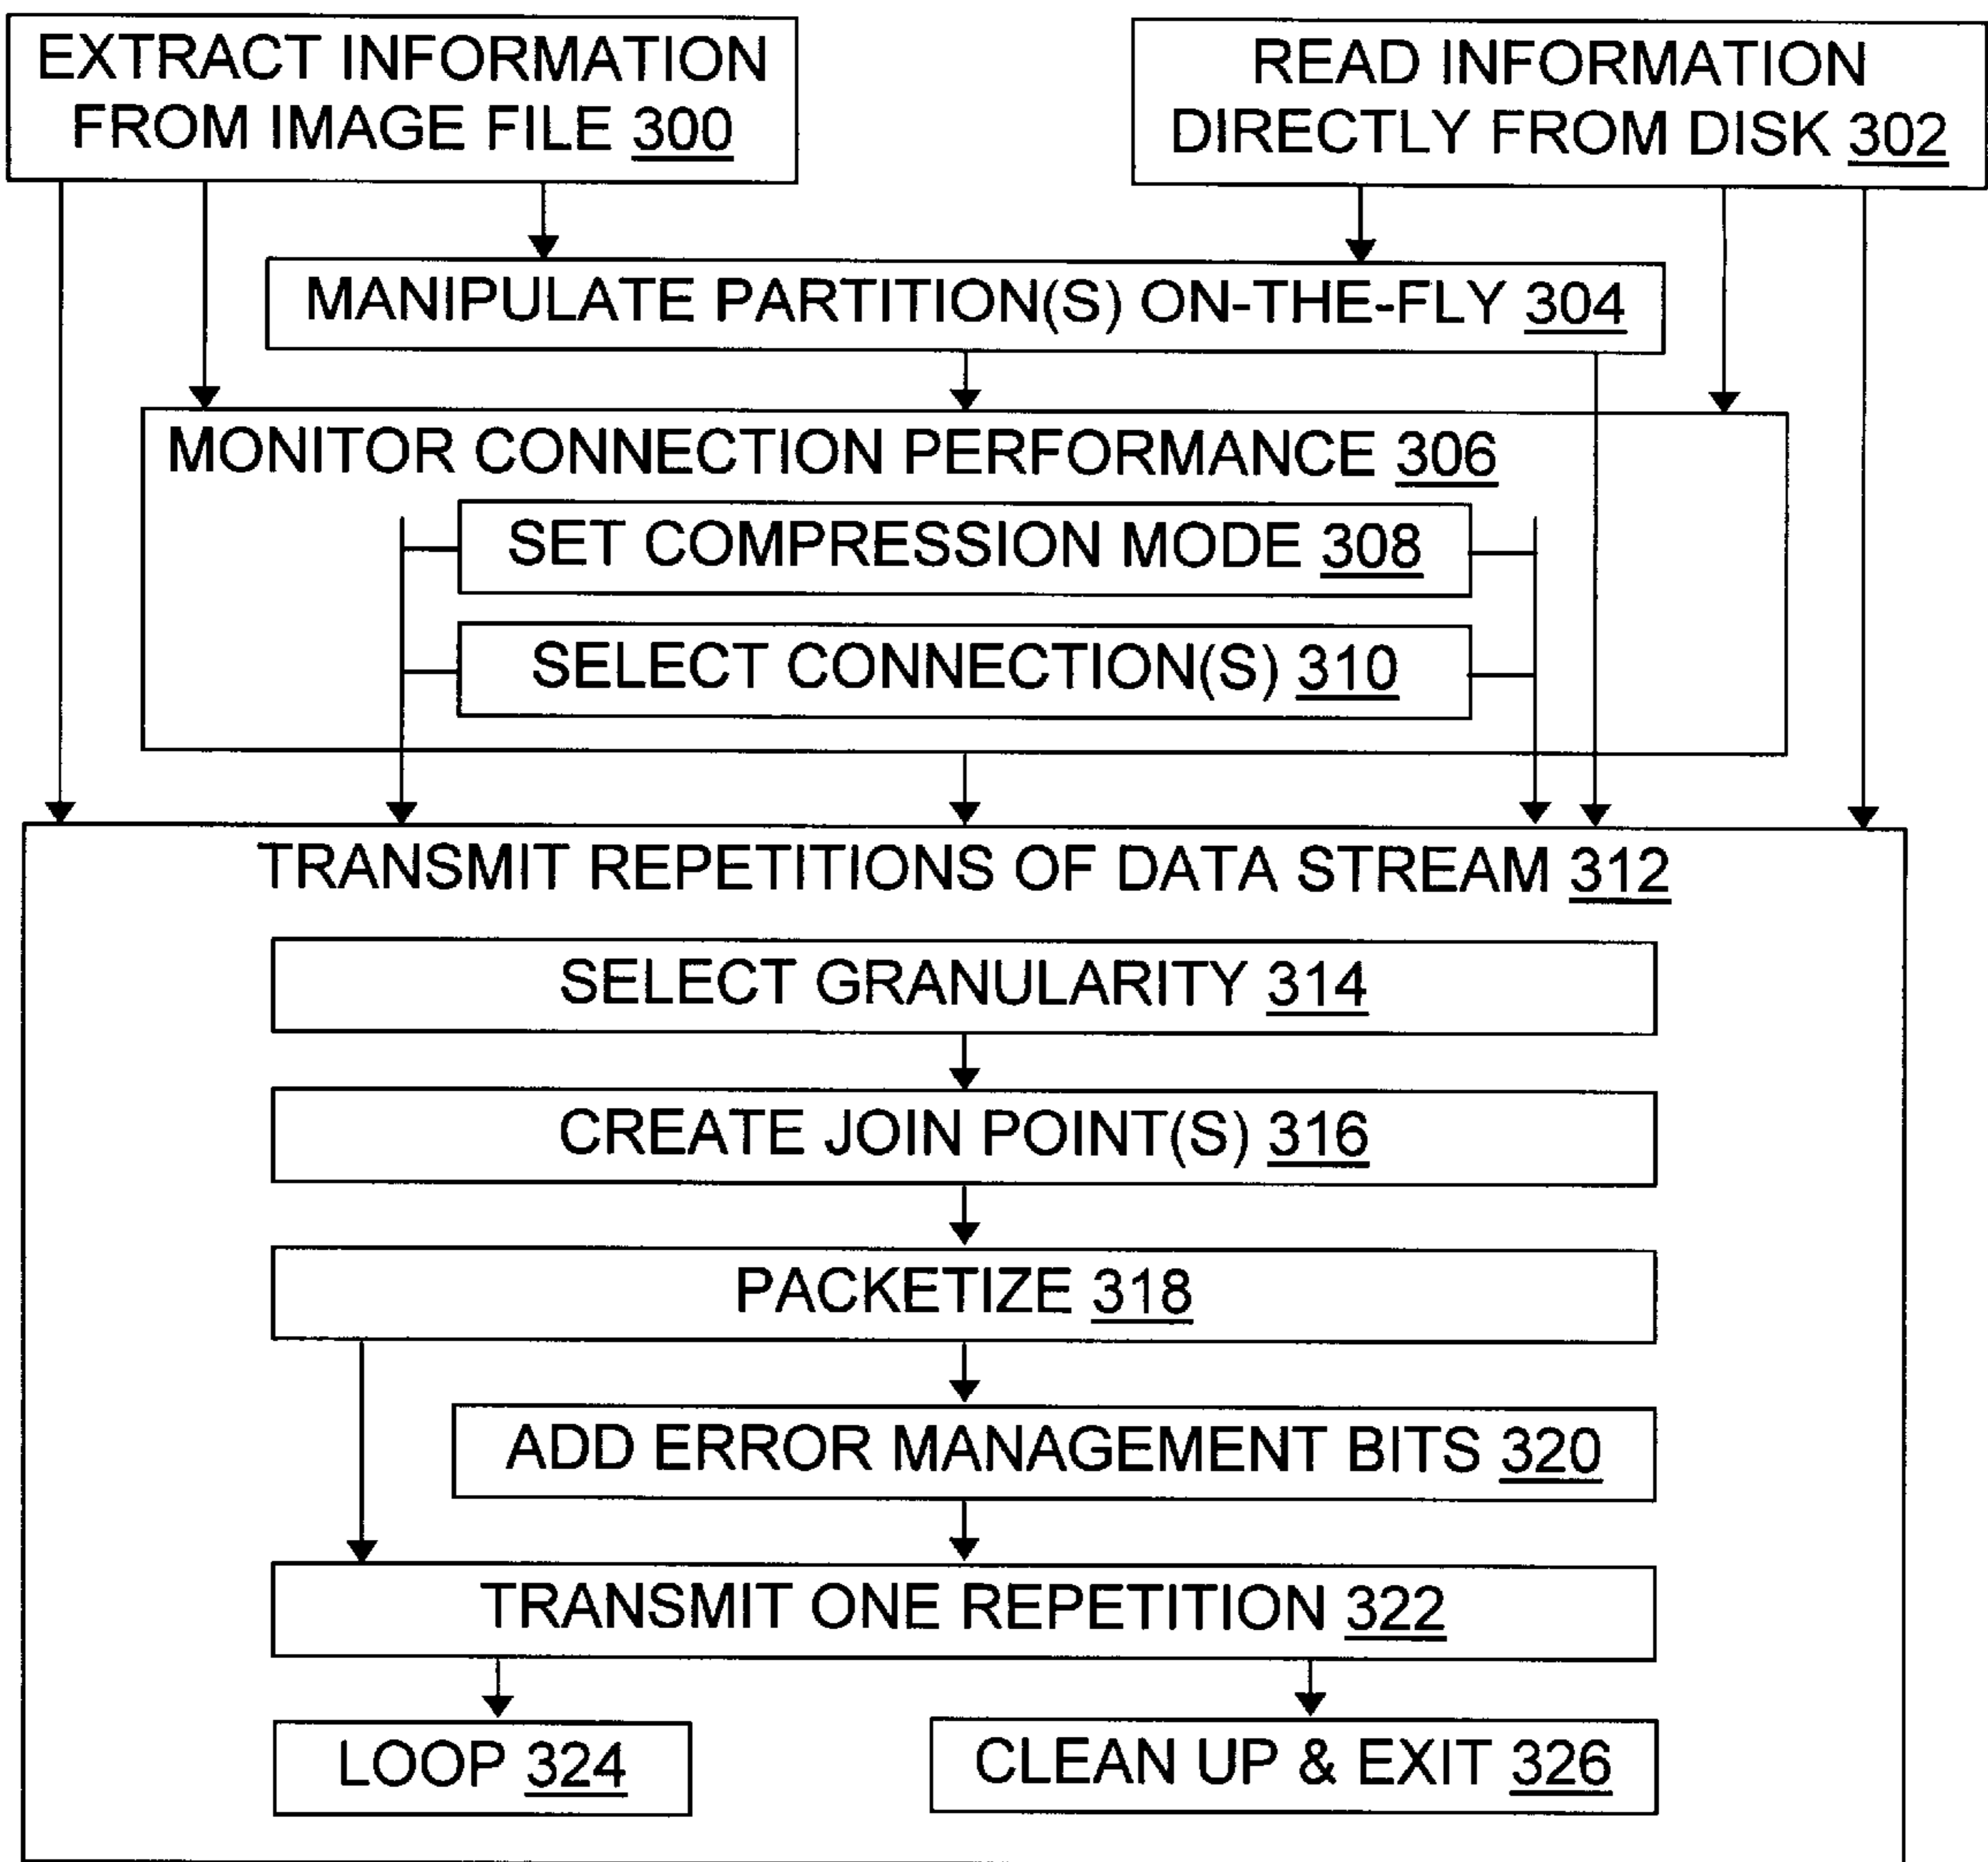 EXTRACT INFORMATION
FROM IMAGE FILE 300
READ INFORMATION
DIRECTLY FROM DISK 302
MANIPULATE PARTITION(S) ON-THE-FLY 304
MONITOR CONNECTION PERFORMANCE 306
SET COMPRESSION MODE 308
SELECT CONNECTION(S) 310
TRANSMIT REPETITIONS OF DATA STREAM 312
SELECT GRANULARITY 314
CREATE JOIN POINT(S) 316
PACKETIZE 318
ADD ERROR MANAGEMENT BITS 320
TRANSMIT ONE REPETITION 322
LOOP 324
CLEAN UP & EXIT 326